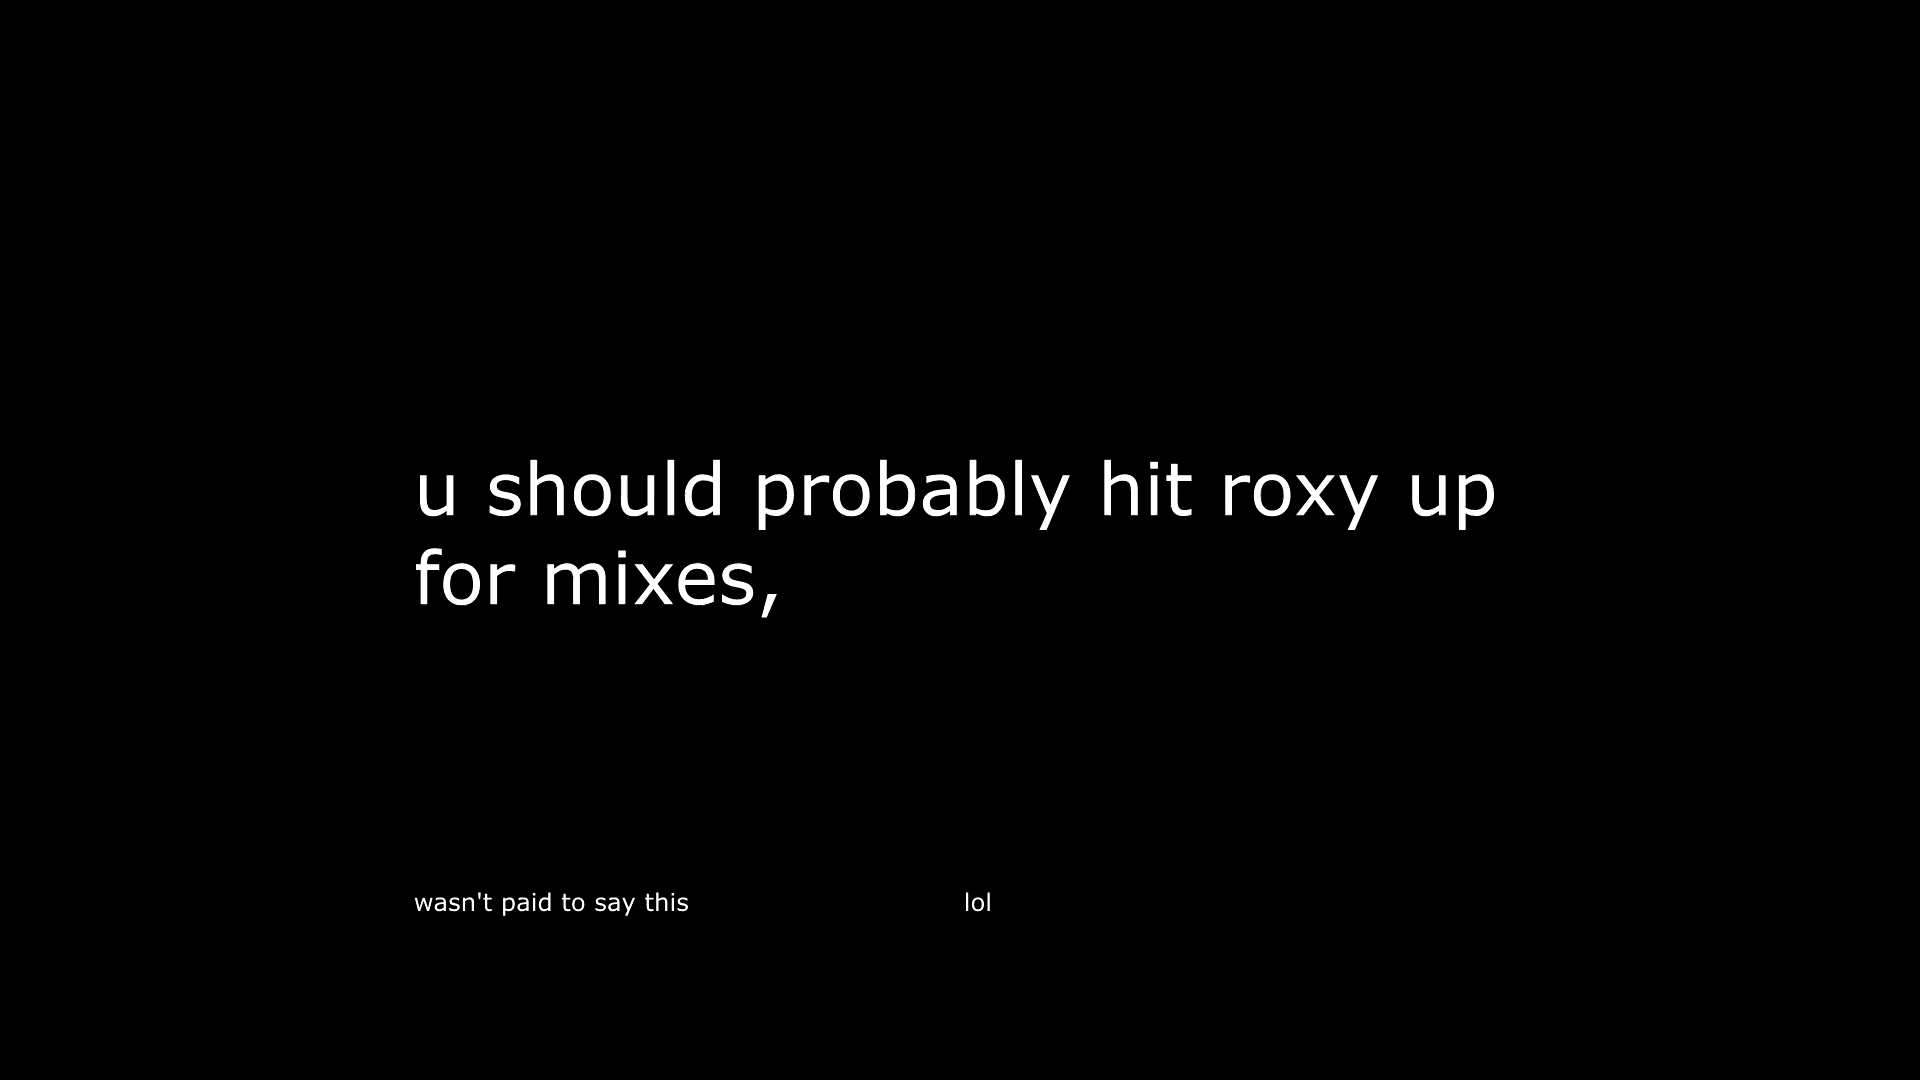 u should probably hit roxy up
for mixes,
wasn't paid to say this
lol